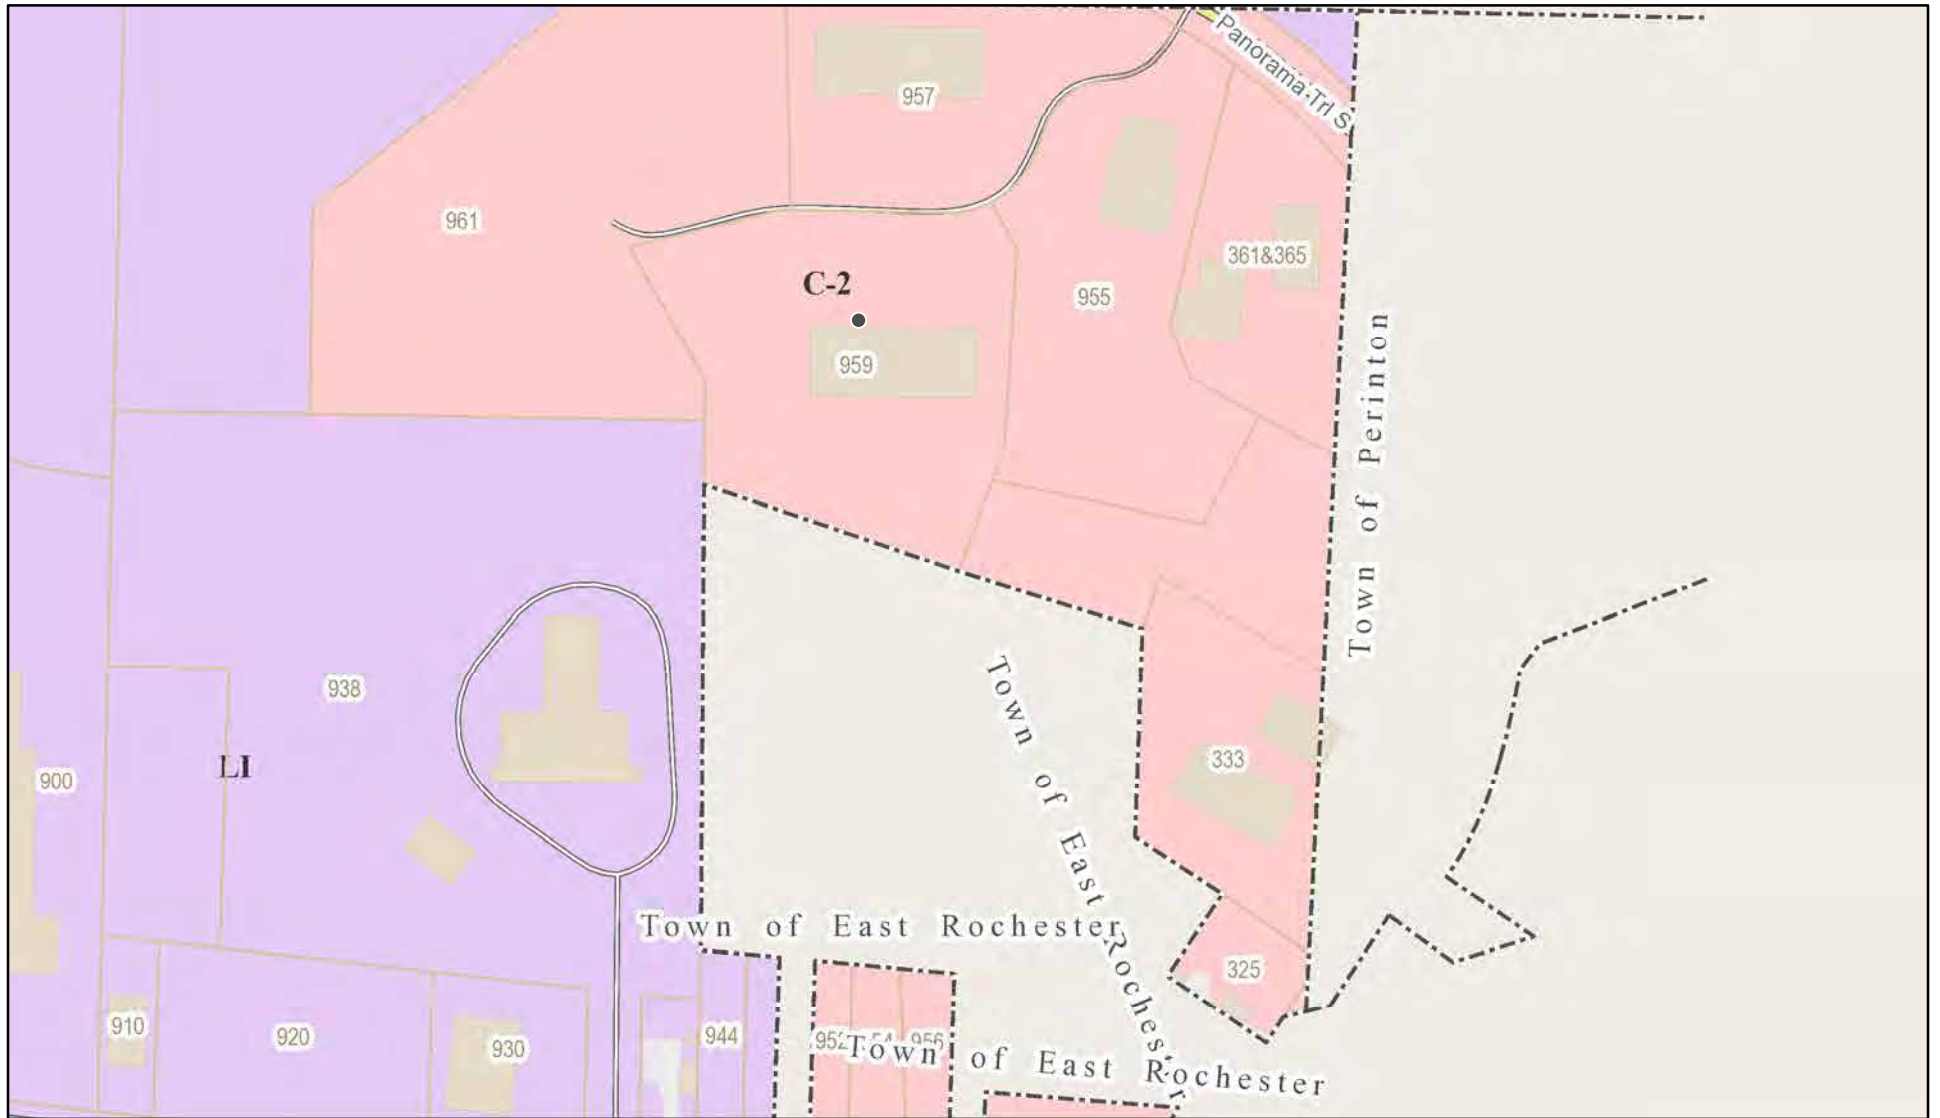 Panorama Trl S
957
961
361&365
C-2
955
959
Town of Perinton
938
Town of East Rochester
333
LI
900
Town of East Rochester
325
910
920
930
944
956
Town of East Rochester